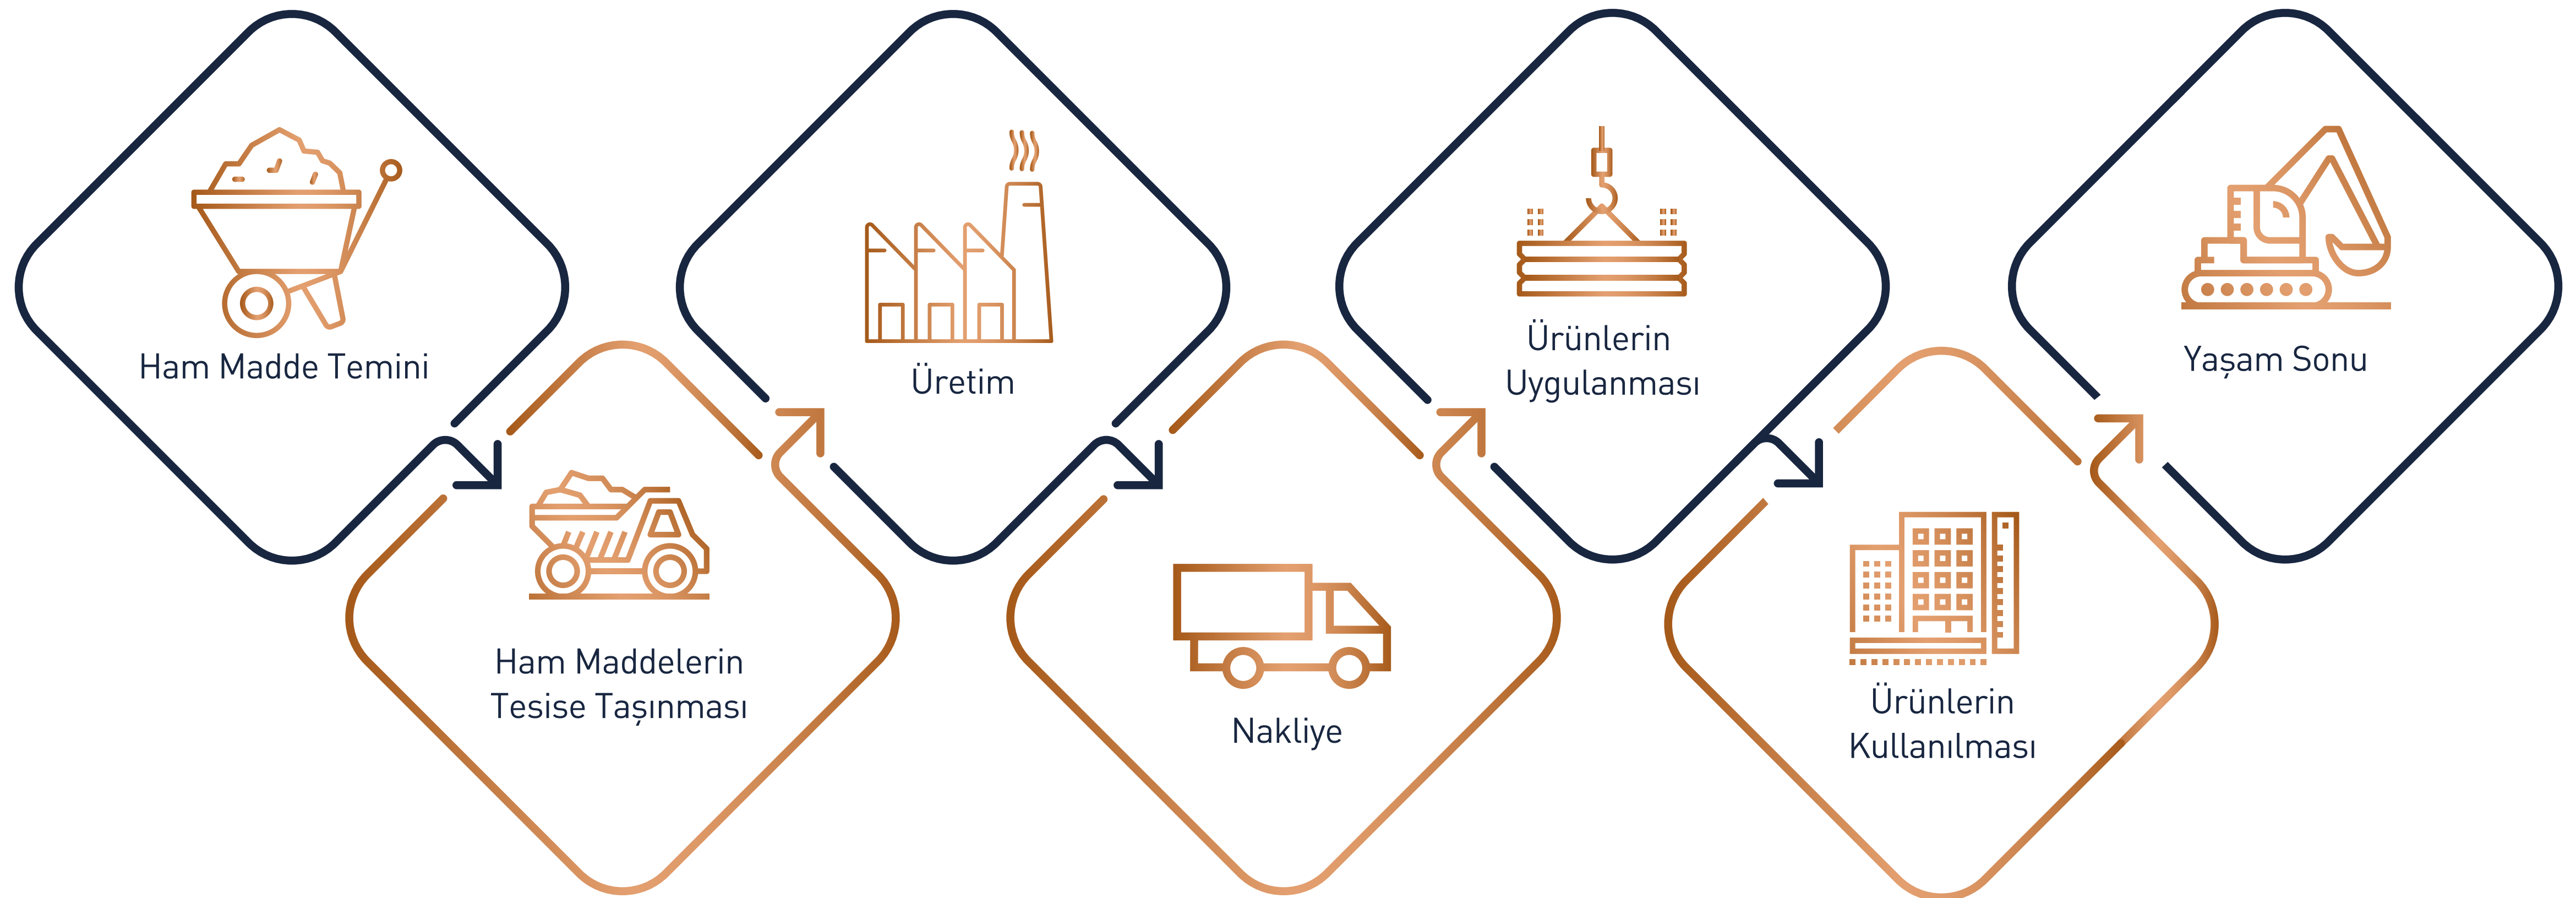 Ham Madde Temini
Ham Maddelerin
Tesise Taşınması
Üretim
Nakliye
Ürünlerin
Uygulanması
Ürünlerin
Kullanılması
Yaşam Sonu